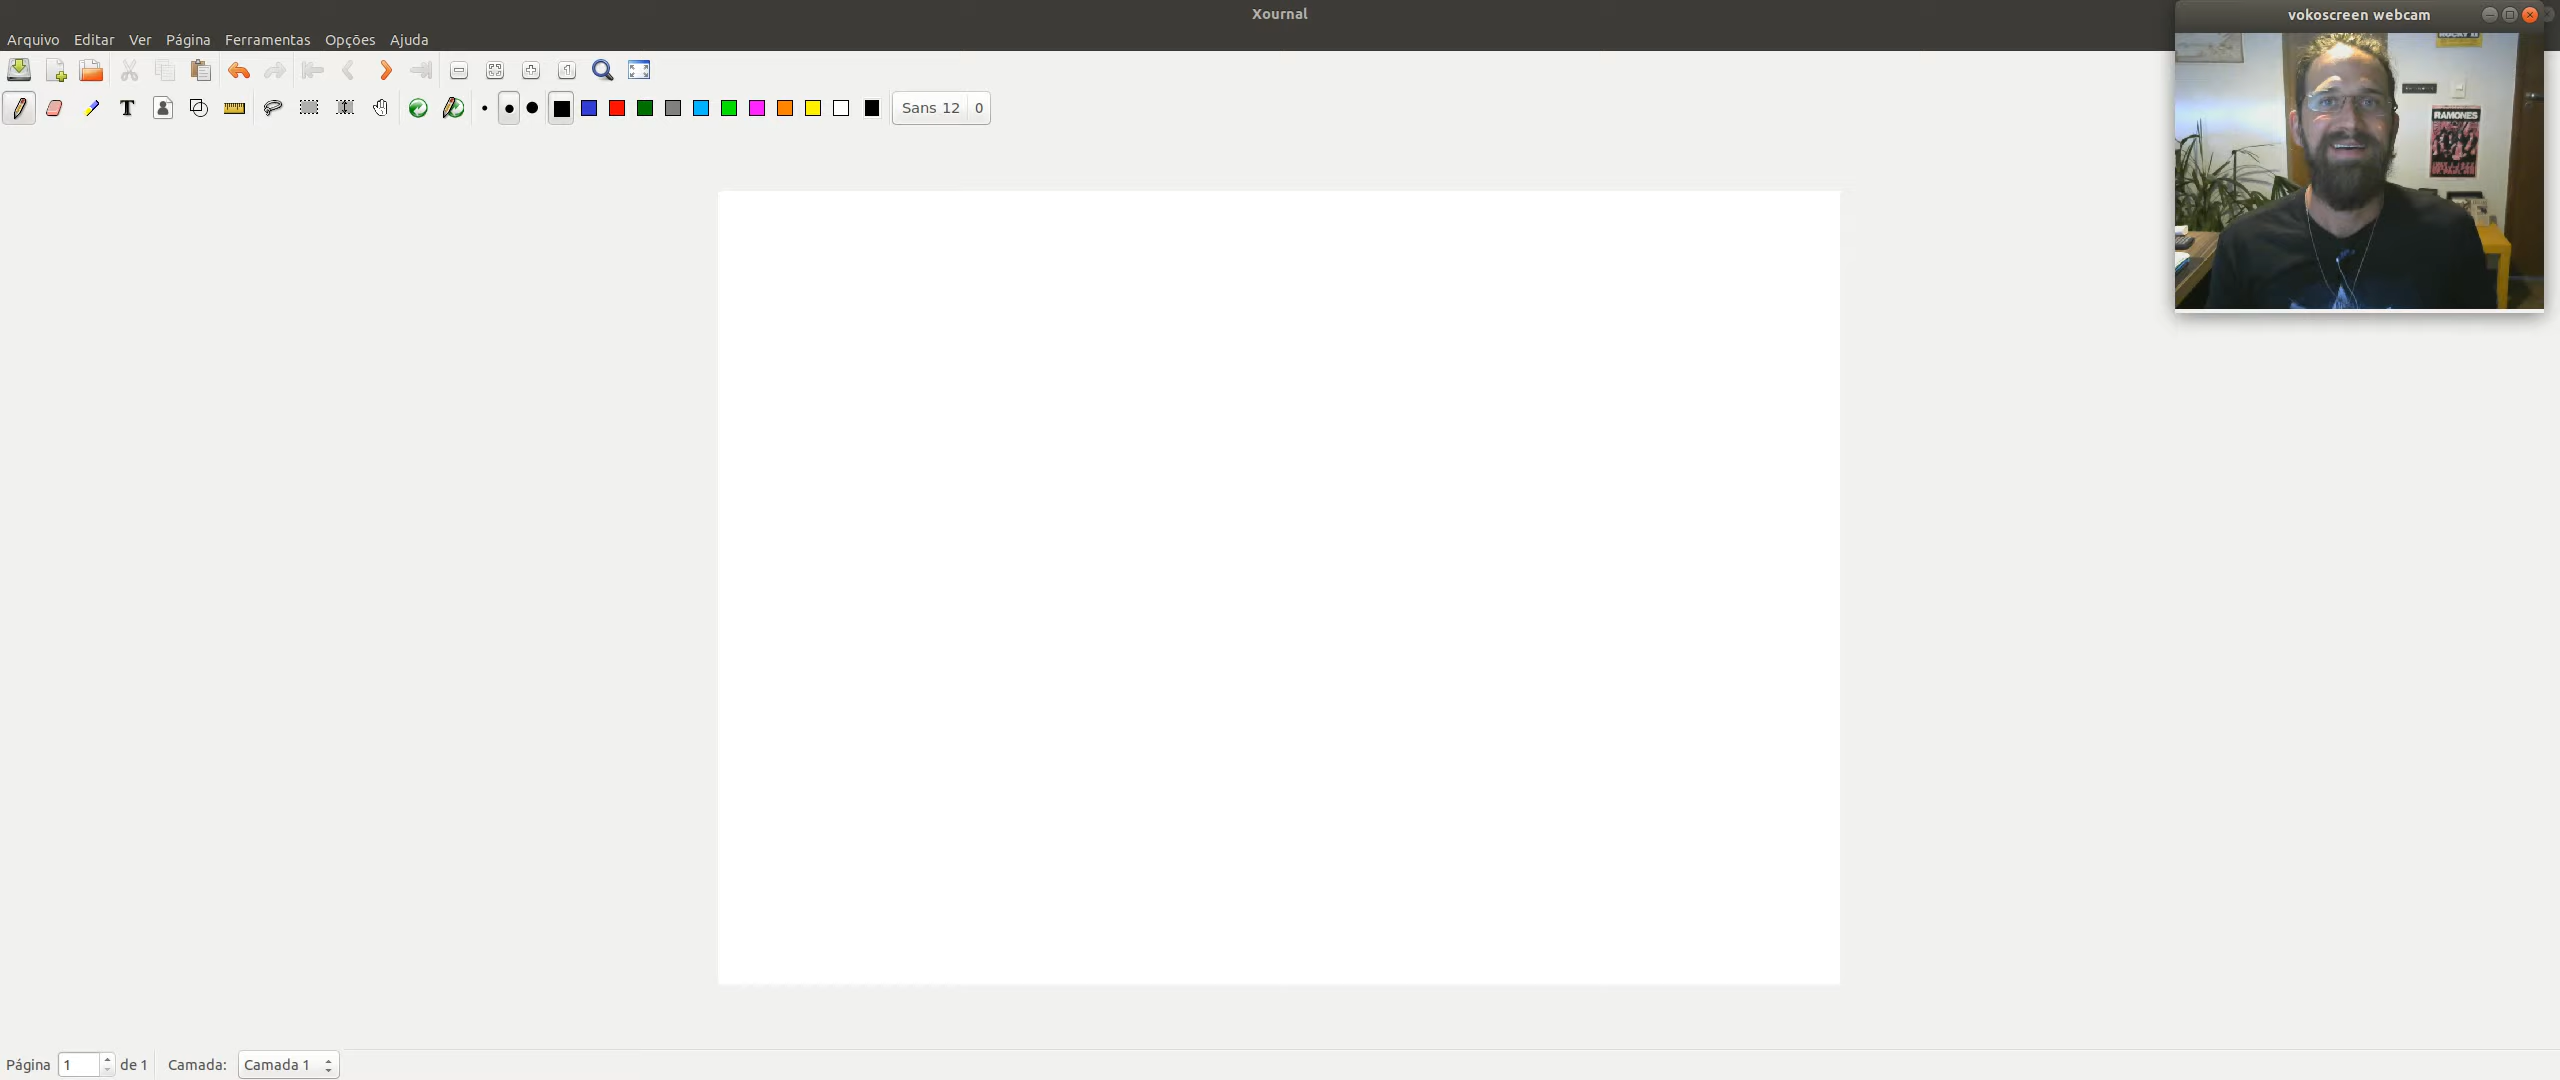 Xournal
vokoscreen webcam
Arquivo Editar Ver Página Ferramentas Opções Ajuda
Sans 12 0
RAMONES
Página 1 de 1 Camada: Camada 1